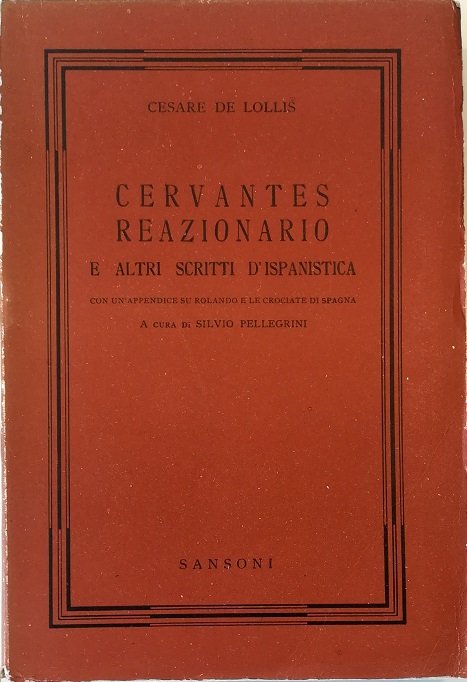 CESARE DE LOLLIS
CERVANTES
REAZIONARIO
E ALTRI SCRITTI D'ISPANISTICA
CON UN'APPENDICE SU ROLANDO E LE CROCIATE DI SPAGNA
A CURA DI SILVIO PELLEGRINI
SANSONI